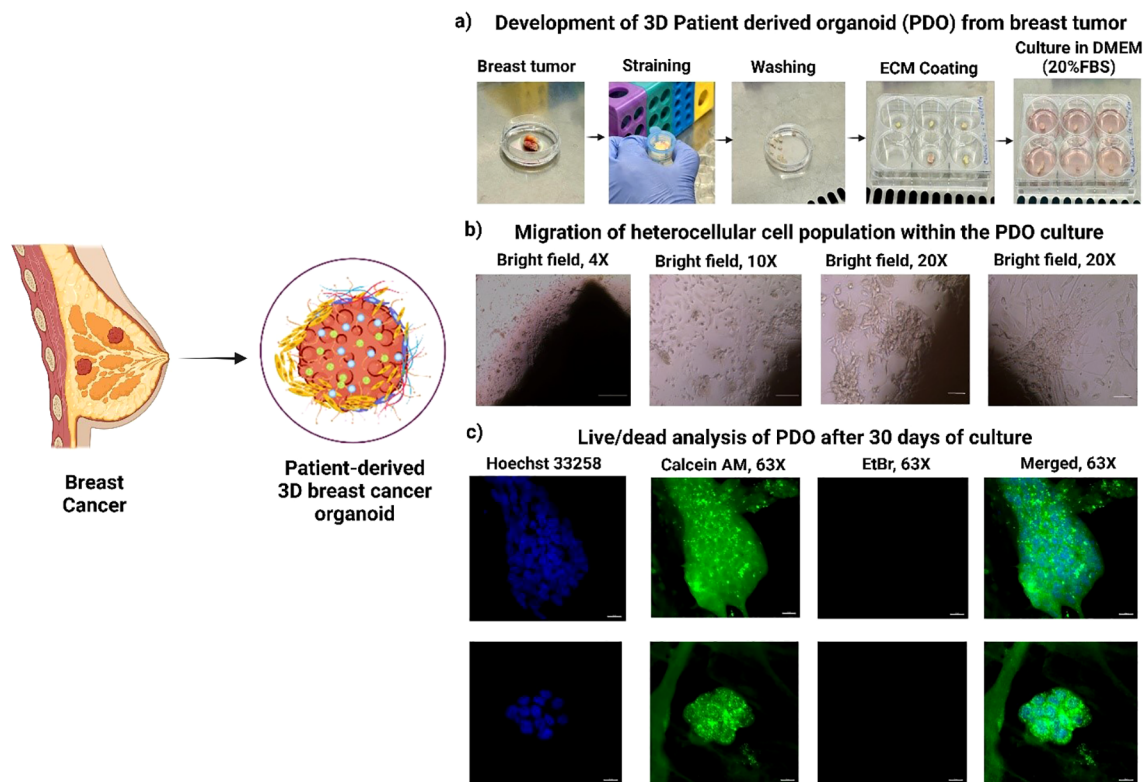 a) Development of 3D Patient derived organoid (PDO) from breast tumor
Breast tumor
Straining
Washing
ECM Coating
Culture in DMEM
(20%FBS)
b) Migration of heterocellular cell population within the PDO culture
Bright field, 4X
Bright field, 10X
Bright field, 20X
Bright field, 20X
Breast
Cancer
Patient-derived
3D breast cancer
organoid
c) Live/dead analysis of PDO after 30 days of culture
Hoechst 33258
Calcein AM, 63X
EtBr, 63X
Merged, 63X